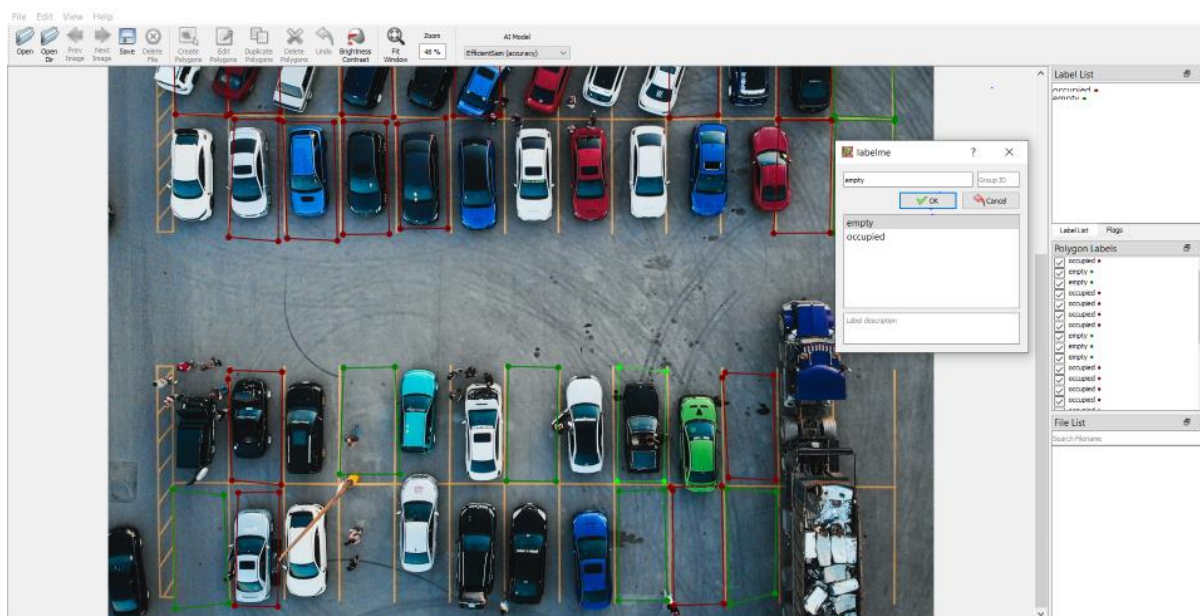 File Edit View Help
Open Open Dir Prev Image Next Image Save Delete File Create Polygons Edit Polygons Duplicate Polygons Delete Polygons Undo Brightness Contrast Fit Window Zoom 48 % AI Model EfficientSam (accuracy)
Label List
occupied
empty
labelme ? X
empty Group ID
OK Cancel
empty
occupied
Label description
Label List Flags
Polygon Labels
occupied
empty
empty
occupied
occupied
occupied
occupied
empty
empty
empty
occupied
occupied
occupied
occupied
File List
Search Filename